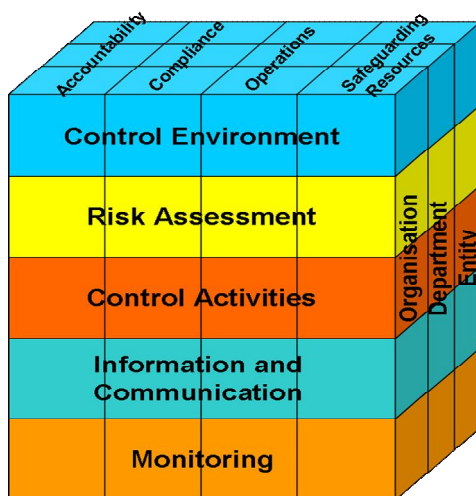 Accountability
Compliance
Operations
Safeguarding
Resources
Control Environment
Risk Assessment
Control Activities
Information and
Communication
Monitoring
Organisation
Department
Entity